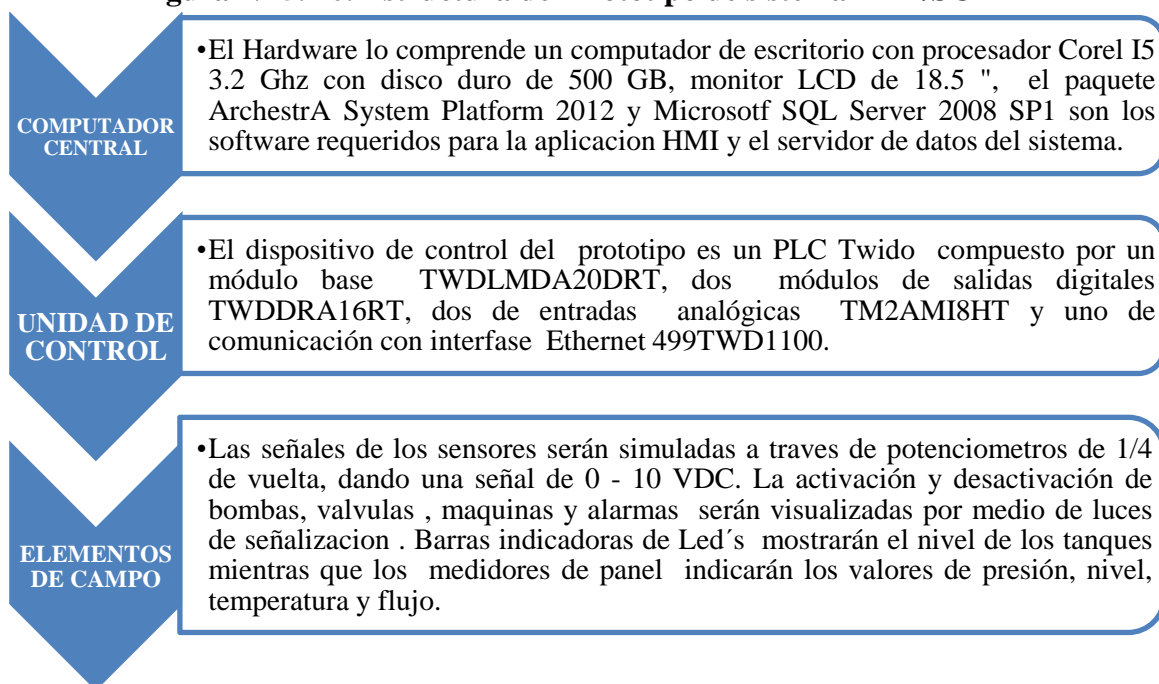 COMPUTADOR
CENTRAL
•El Hardware lo comprende un computador de escritorio con procesador Corel I5
3.2 Ghz con disco duro de 500 GB, monitor LCD de 18.5 ", el paquete
ArchestrA System Platform 2012 y Microsotf SQL Server 2008 SP1 son los
software requeridos para la aplicacion HMI y el servidor de datos del sistema.
UNIDAD DE
CONTROL
•El dispositivo de control del prototipo es un PLC Twido compuesto por un
módulo base TWDLMDA20DRT, dos módulos de salidas digitales
TWDDRA16RT, dos de entradas analógicas TM2AMI8HT y uno de
comunicación con interfase Ethernet 499TWD1100.
ELEMENTOS
DE CAMPO
•Las señales de los sensores serán simuladas a traves de potenciometros de 1/4
de vuelta, dando una señal de 0 - 10 VDC. La activación y desactivación de
bombas, valvulas , maquinas y alarmas serán visualizadas por medio de luces
de señalizacion . Barras indicadoras de Led´s mostrarán el nivel de los tanques
mientras que los medidores de panel indicarán los valores de presión, nivel,
temperatura y flujo.